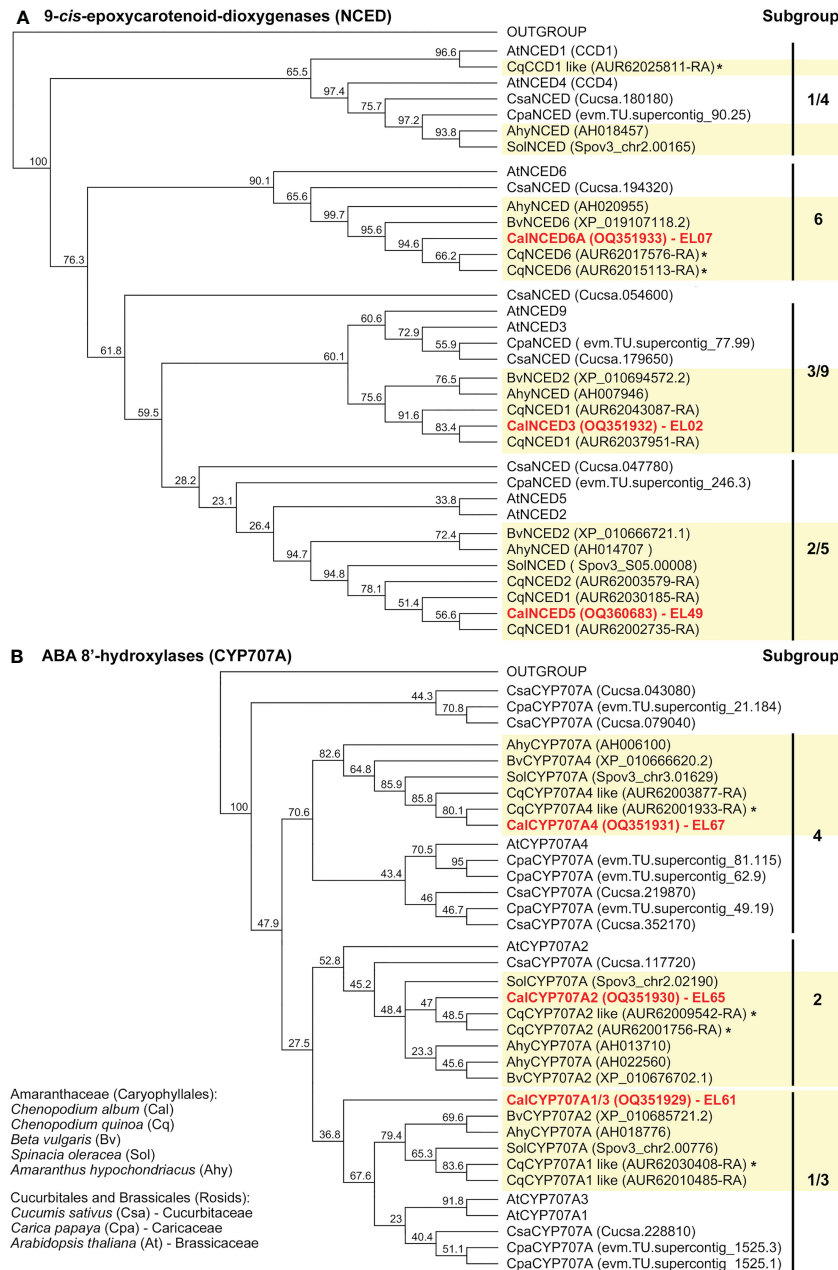 A 9-cis-epoxycarotenoid-dioxygenases (NCED) Subgroup
OUTGROUP
AtNCED1 (CCD1)
96.6
CqCCD1 like (AUR62025811-RA)*
65.5
AtNCED4 (CCD4)
97.4
CsaNCED (Cucsa.180180)
1/4
75.7
CpaNCED (evm.TU.supercontig_90.25)
97.2
AhyNCED (AH018457)
93.8
SolNCED (Spov3_chr2.00165)
100
AtNCED6
90.1
CsaNCED (Cucsa.194320)
65.6
AhyNCED (AH020955)
6
99.7
BvNCED6 (XP_019107118.2)
95.6
CalNCED6A (OQ351933) - EL07
94.6
CqNCED6 (AUR62017576-RA)*
66.2
CqNCED6 (AUR62015113-RA)*
76.3
CsaNCED (Cucsa.054600)
AtNCED9
60.6
AtNCED3
72.9
CpaNCED ( evm.TU.supercontig_77.99)
55.9
CsaNCED (Cucsa.179650)
61.8
60.1
3/9
BvNCED2 (XP_010694572.2)
76.5
AhyNCED (AH007946)
75.6
CqNCED1 (AUR62043087-RA)
91.6
CalNCED3 (OQ351932) - EL02
83.4
CqNCED1 (AUR62037951-RA)
59.5
CsaNCED (Cucsa.047780)
28.2
CpaNCED (evm.TU.supercontig_246.3)
23.1
AtNCED5
33.8
AtNCED2
26.4
BvNCED2 (XP_010666721.1)
72.4
AhyNCED (AH014707 )
2/5
94.7
SolNCED ( Spov3_S05.00008)
94.8
CqNCED2 (AUR62003579-RA)
78.1
CqNCED1 (AUR62030185-RA)
51.4
CalNCED5 (OQ360683) - EL49
56.6
CqNCED1 (AUR62002735-RA)
B ABA 8’-hydroxylases (CYP707A) Subgroup
OUTGROUP
CsaCYP707A (Cucsa.043080)
44.3
CpaCYP707A (evm.TU.supercontig_21.184)
70.8
CsaCYP707A (Cucsa.079040)
AhyCYP707A (AH006100)
82.6
BvCYP707A4 (XP_010666620.2)
64.8
SolCYP707A (Spov3_chr3.01629)
85.9
CqCYP707A4 like (AUR62003877-RA)
85.8
CqCYP707A4 like (AUR62001933-RA) *
80.1
100
70.6
CalCYP707A4 (OQ351931) - EL67
4
AtCYP707A4
70.5
CpaCYP707A (evm.TU.supercontig_81.115)
95
CpaCYP707A (evm.TU.supercontig_62.9)
43.4
CsaCYP707A (Cucsa.219870)
46
CpaCYP707A (evm.TU.supercontig_49.19)
46.7
CsaCYP707A (Cucsa.352170)
47.9
AtCYP707A2
52.8
CsaCYP707A (Cucsa.117720)
45.2
SolCYP707A (Spov3_chr2.02190)
CalCYP707A2 (OQ351930) - EL65
2
47
48.4
CqCYP707A2 like (AUR62009542-RA) *
48.5
CqCYP707A2 (AUR62001756-RA) *
AhyCYP707A (AH013710)
23.3
27.5
AhyCYP707A (AH022560)
45.6
BvCYP707A2 (XP_010676702.1)
CalCYP707A1/3 (OQ351929) - EL61
BvCYP707A2 (XP_010685721.2)
69.6
36.8
AhyCYP707A (AH018776)
79.4
SolCYP707A (Spov3_chr2.00776)
65.3
CqCYP707A1 like (AUR62030408-RA) *
83.6
CqCYP707A1 like (AUR62010485-RA)
1/3
67.6
AtCYP707A3
91.8
AtCYP707A1
23
CsaCYP707A (Cucsa.228810)
40.4
CpaCYP707A (evm.TU.supercontig_1525.3)
51.1
CpaCYP707A (evm.TU.supercontig_1525.1)
Amaranthaceae (Caryophyllales):
Chenopodium album (Cal)
Chenopodium quinoa (Cq)
Beta vulgaris (Bv)
Spinacia oleracea (Sol)
Amaranthus hypochondriacus (Ahy)
Cucurbitales and Brassicales (Rosids):
Cucumis sativus (Csa) - Cucurbitaceae
Carica papaya (Cpa) - Caricaceae
Arabidopsis thaliana (At) - Brassicaceae